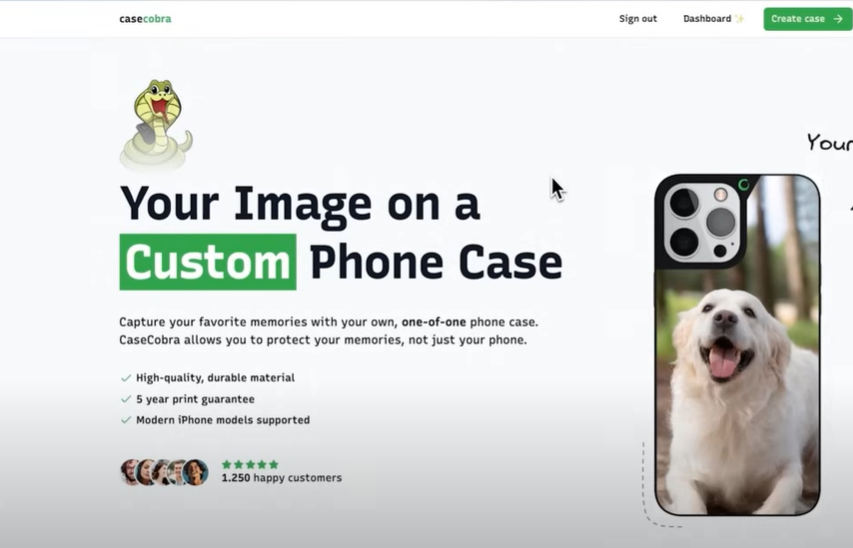 casecobra
Sign out
Dashboard ✨
Create case →
Your
Your Image on a
Custom Phone Case
Capture your favorite memories with your own, one-of-one phone case.
CaseCobra allows you to protect your memories, not just your phone.
✓ High-quality, durable material
✓ 5 year print guarantee
✓ Modern iPhone models supported
★★★★★
1.250 happy customers